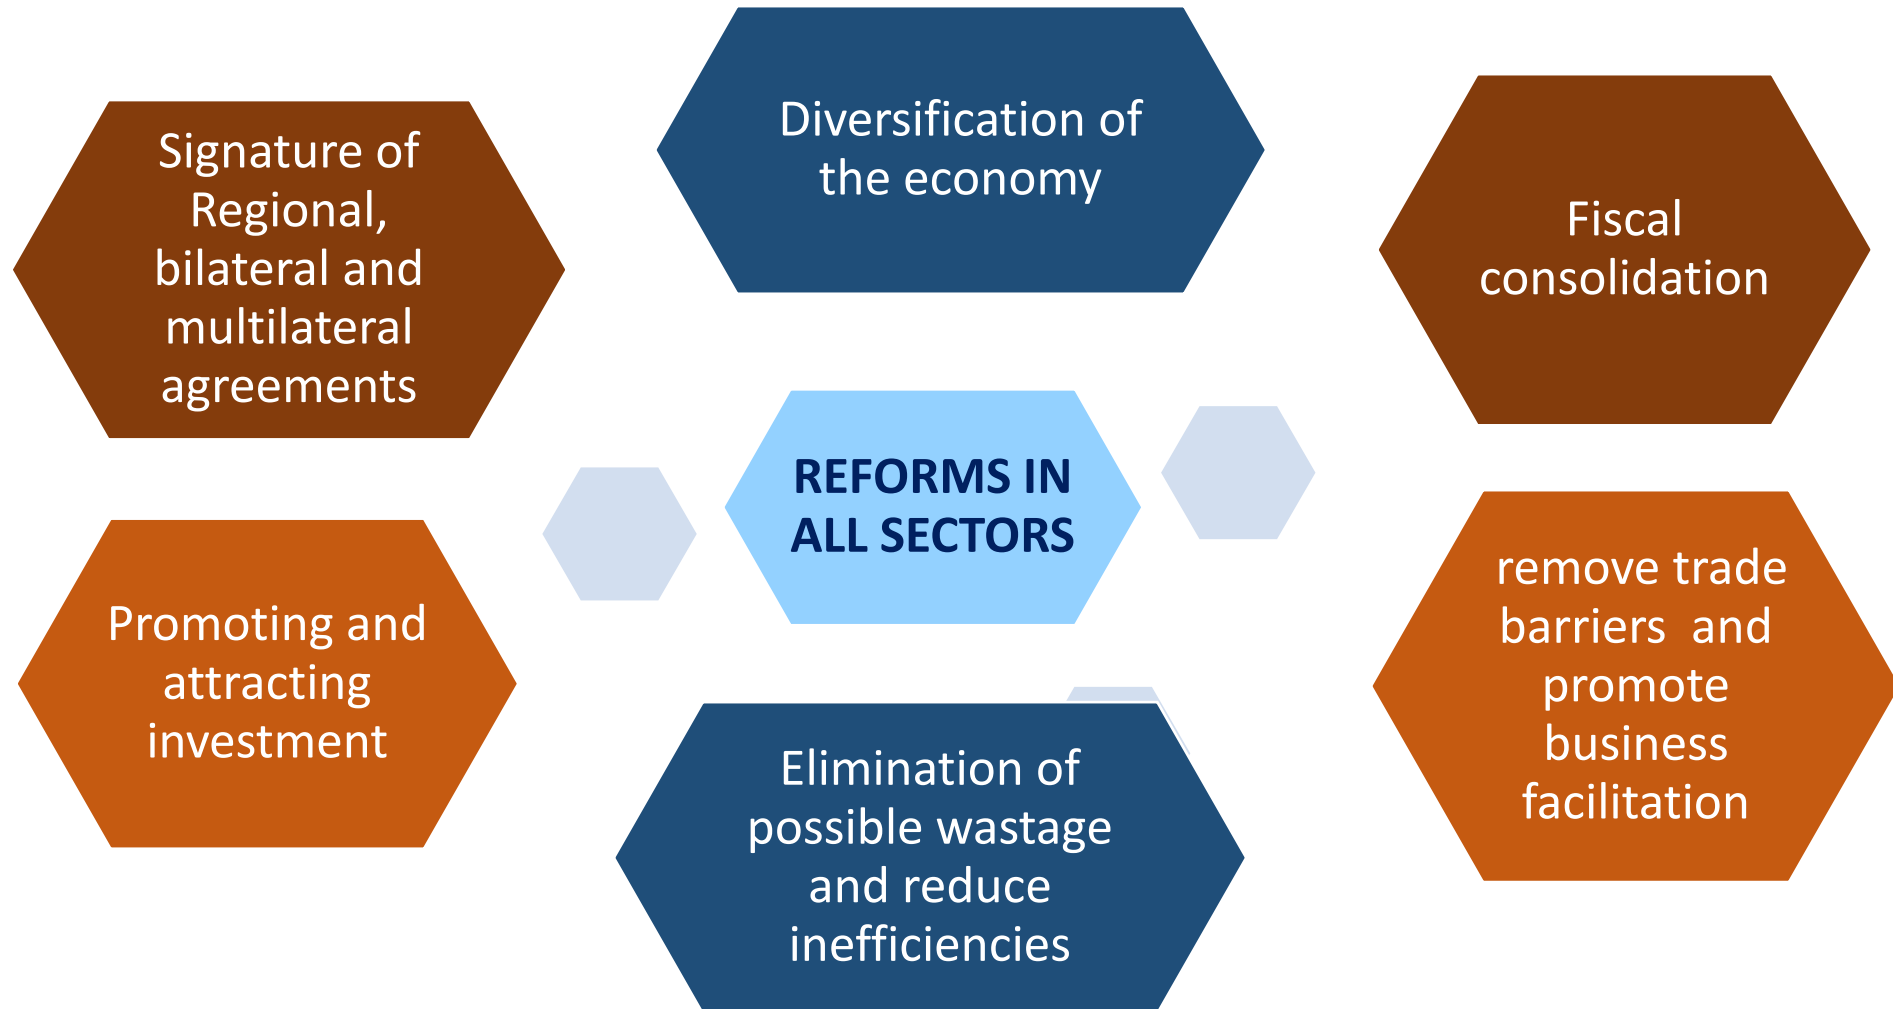 Diversification of
the economy
Signature of
Regional,
bilateral and
multilateral
agreements
Fiscal
consolidation
REFORMS IN
ALL SECTORS
Promoting and
attracting
investment
remove trade
barriers  and
promote
business
facilitation
Elimination of
possible wastage
and reduce
inefficiencies